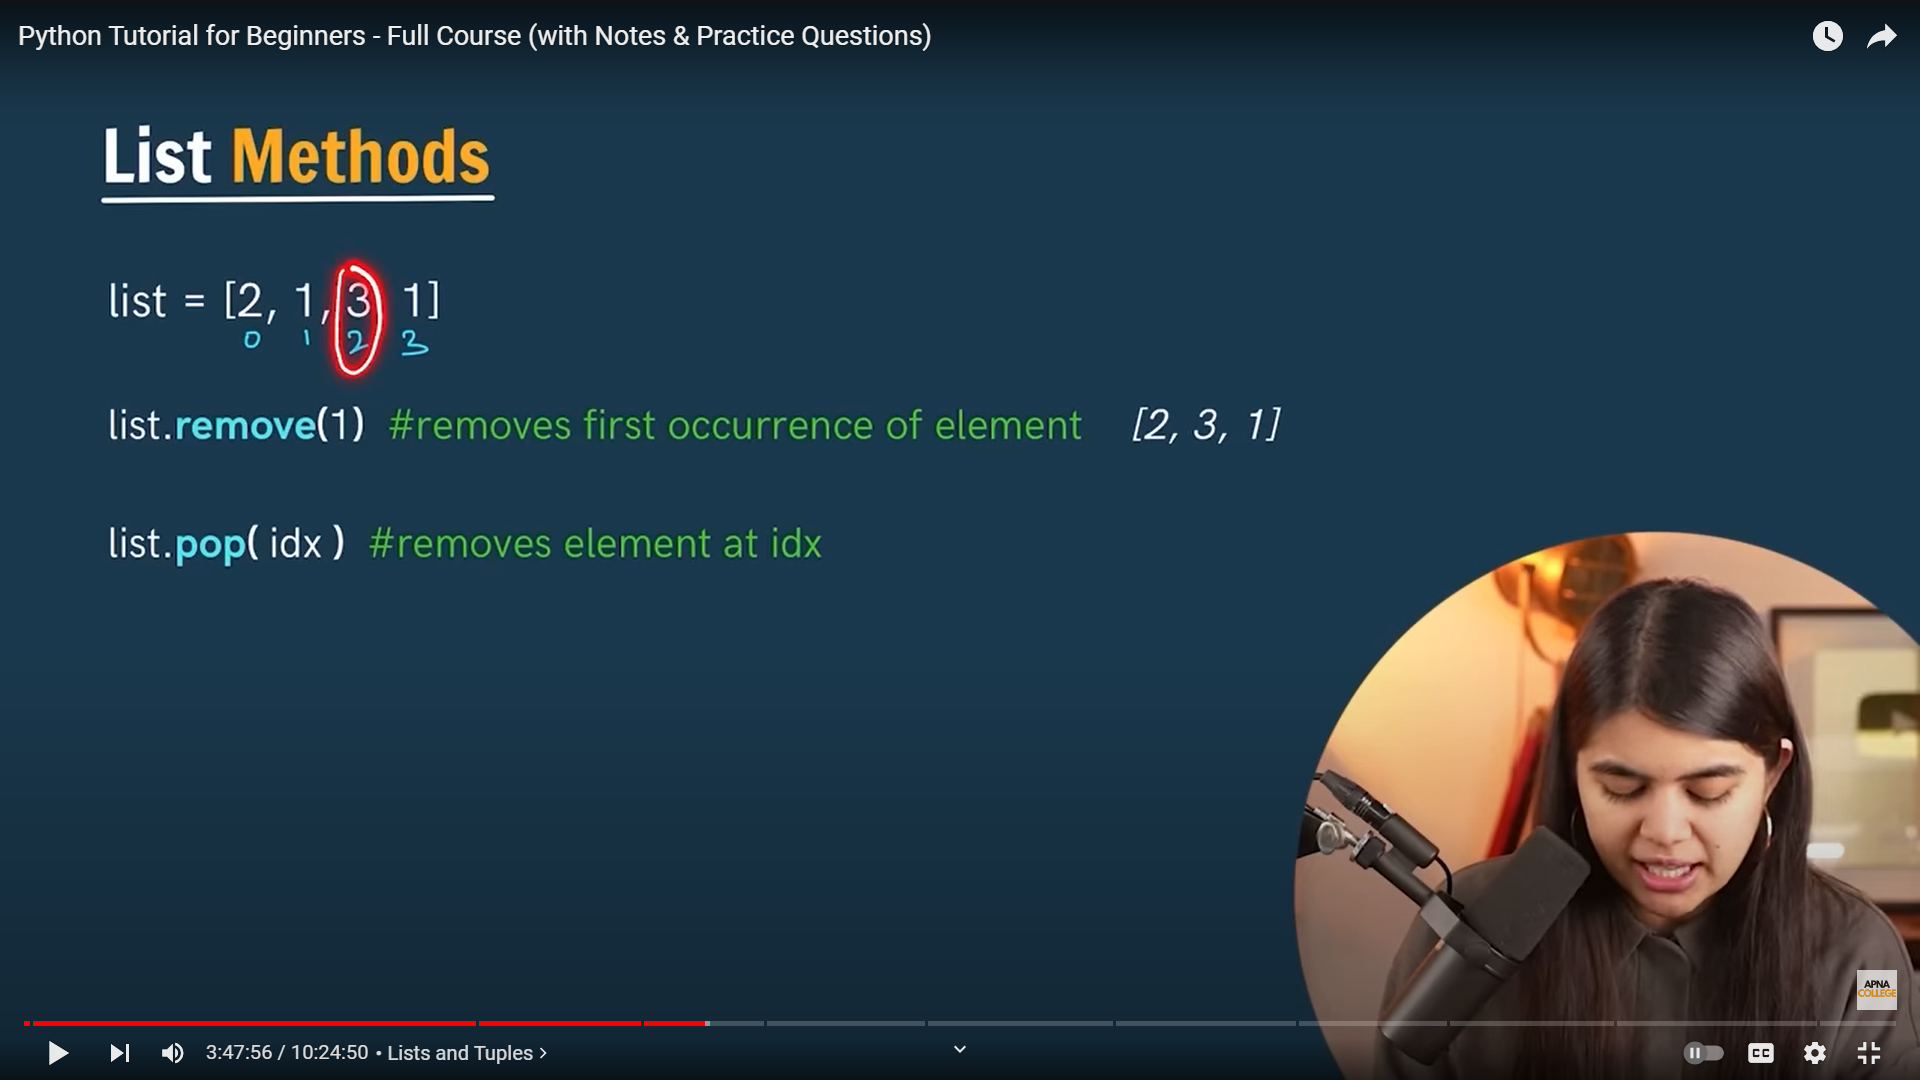 Python Tutorial for Beginners - Full Course (with Notes & Practice Questions)
List Methods
list = [2, 1, 3 1]
0 1 2 3
list.remove(1) #removes first occurrence of element [2, 3, 1]
list.pop( idx ) #removes element at idx
APNA
COLLEGE
3:47:56 / 10:24:50 • Lists and Tuples >
CC